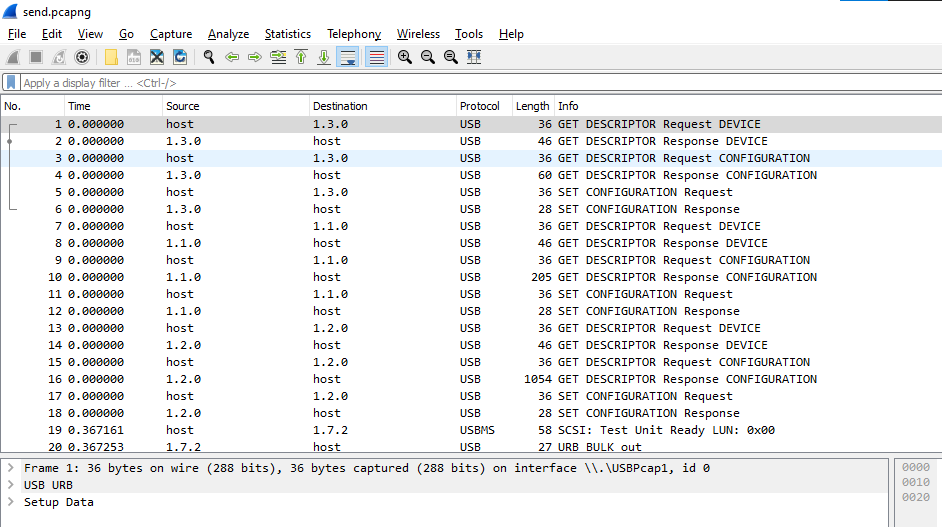 send.pcapng
File Edit View Go Capture Analyze Statistics Telephony Wireless Tools Help
Apply a display filter ... <Ctrl-/>
No. Time Source Destination Protocol Length Info
1 0.000000 host 1.3.0 USB 36 GET DESCRIPTOR Request DEVICE
2 0.000000 1.3.0 host USB 46 GET DESCRIPTOR Response DEVICE
3 0.000000 host 1.3.0 USB 36 GET DESCRIPTOR Request CONFIGURATION
4 0.000000 1.3.0 host USB 60 GET DESCRIPTOR Response CONFIGURATION
5 0.000000 host 1.3.0 USB 36 SET CONFIGURATION Request
6 0.000000 1.3.0 host USB 28 SET CONFIGURATION Response
7 0.000000 host 1.1.0 USB 36 GET DESCRIPTOR Request DEVICE
8 0.000000 1.1.0 host USB 46 GET DESCRIPTOR Response DEVICE
9 0.000000 host 1.1.0 USB 36 GET DESCRIPTOR Request CONFIGURATION
10 0.000000 1.1.0 host USB 205 GET DESCRIPTOR Response CONFIGURATION
11 0.000000 host 1.1.0 USB 36 SET CONFIGURATION Request
12 0.000000 1.1.0 host USB 28 SET CONFIGURATION Response
13 0.000000 host 1.2.0 USB 36 GET DESCRIPTOR Request DEVICE
14 0.000000 1.2.0 host USB 46 GET DESCRIPTOR Response DEVICE
15 0.000000 host 1.2.0 USB 36 GET DESCRIPTOR Request CONFIGURATION
16 0.000000 1.2.0 host USB 1054 GET DESCRIPTOR Response CONFIGURATION
17 0.000000 host 1.2.0 USB 36 SET CONFIGURATION Request
18 0.000000 1.2.0 host USB 28 SET CONFIGURATION Response
19 0.367161 host 1.7.2 USBMS 58 SCSI: Test Unit Ready LUN: 0x00
20 0.367253 1.7.2 host USB 27 URB_BULK out
Frame 1: 36 bytes on wire (288 bits), 36 bytes captured (288 bits) on interface \\.\USBPcap1, id 0
USB URB
Setup Data
0000
0010
0020